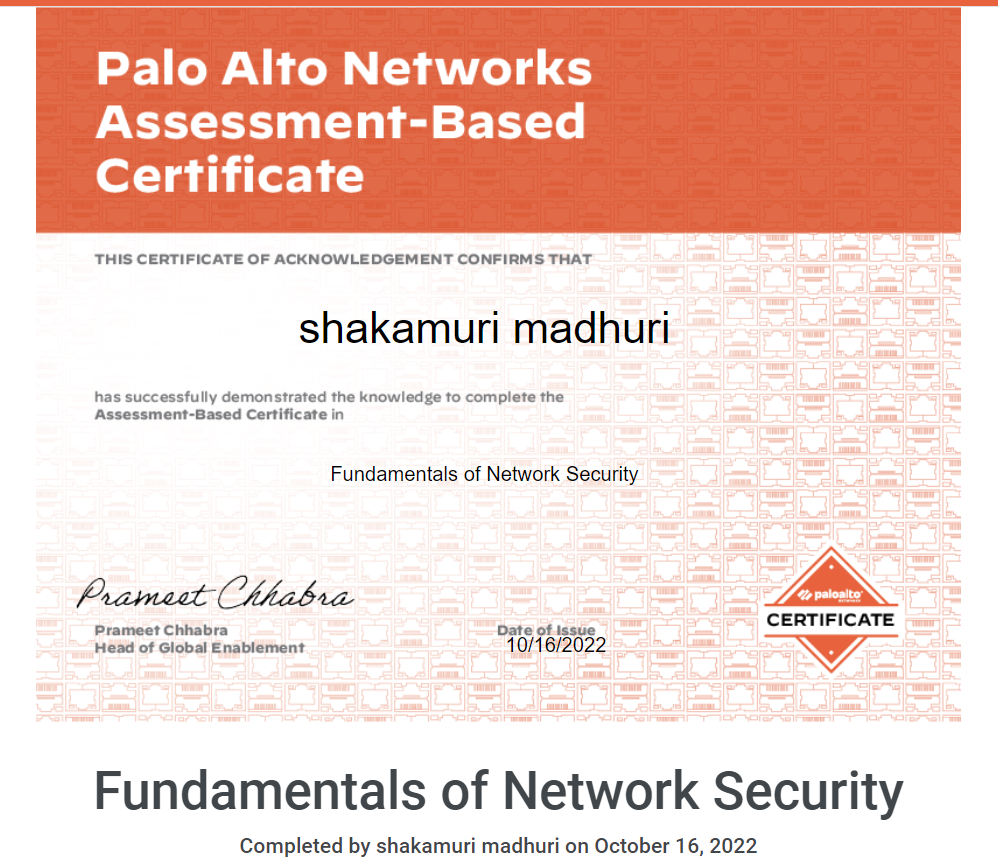 Palo Alto Networks
Assessment-Based
Certificate
THIS CERTIFICATE OF ACKNOWLEDGEMENT CONFIRMS THAT
shakamuri madhuri
has successfully demonstrated the knowledge to complete the
Assessment-Based Certificate in
Fundamentals of Network Security
Prameet Chhabra
Prameet Chhabra
Head of Global Enablement
Date of Issue
10/16/2022
paloalto
NETWORKS
CERTIFICATE
Fundamentals of Network Security
Completed by shakamuri madhuri on October 16, 2022